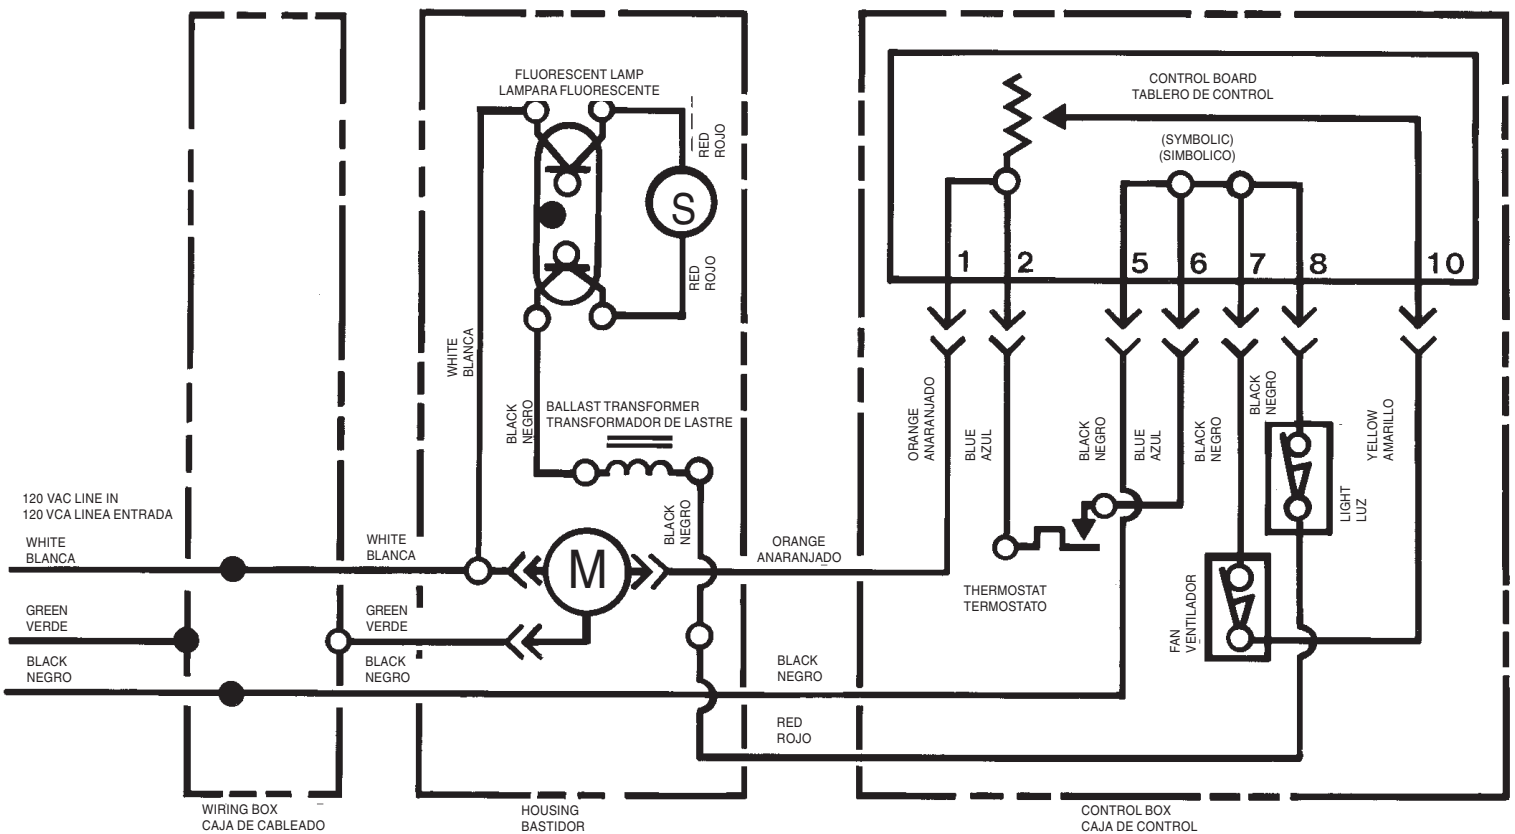 FLUORESCENT LAMP
LAMPARA FLUORESCENTE
RED
ROJO
S
RED
ROJO
WHITE
BLANCA
BLACK
NEGRO
BALLAST TRANSFORMER
TRANSFORMADOR DE LASTRE
BLACK
NEGRO
CONTROL BOARD
TABLERO DE CONTROL
(SYMBOLIC)
(SIMBOLICO)
1 2 5 6 7 8 10
ORANGE
ANARANJADO
BLUE
AZUL
BLACK
NEGRO
BLUE
AZUL
BLACK
NEGRO
BLACK
NEGRO
YELLOW
AMARILLO
LIGHT
LUZ
120 VAC LINE IN
120 VCA LINEA ENTRADA
WHITE
BLANCA
WHITE
BLANCA
M
ORANGE
ANARANJADO
THERMOSTAT
TERMOSTATO
FAN
VENTILADOR
GREEN
VERDE
GREEN
VERDE
BLACK
NEGRO
BLACK
NEGRO
BLACK
NEGRO
RED
ROJO
WIRING BOX
CAJA DE CABLEADO
HOUSING
BASTIDOR
CONTROL BOX
CAJA DE CONTROL